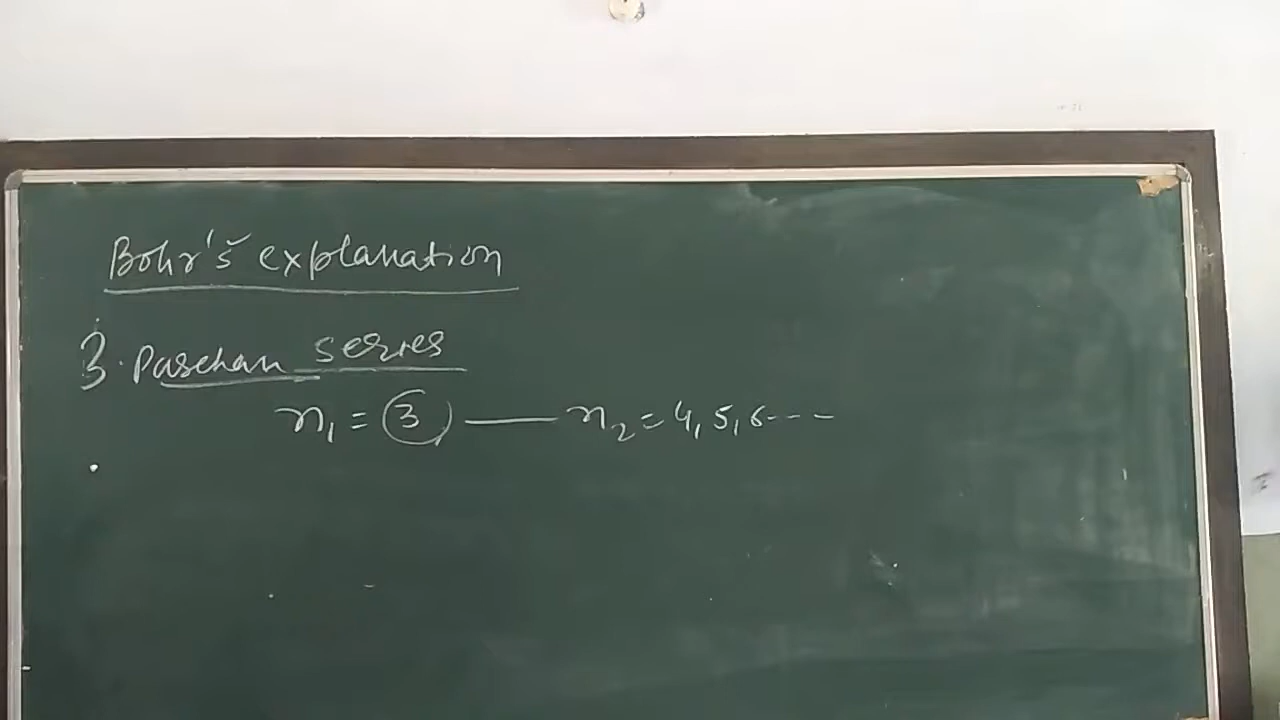 Bohr's explanation
3. Paschan series
n₁ = 3 — n₂ = 4, 5, 6 - - -